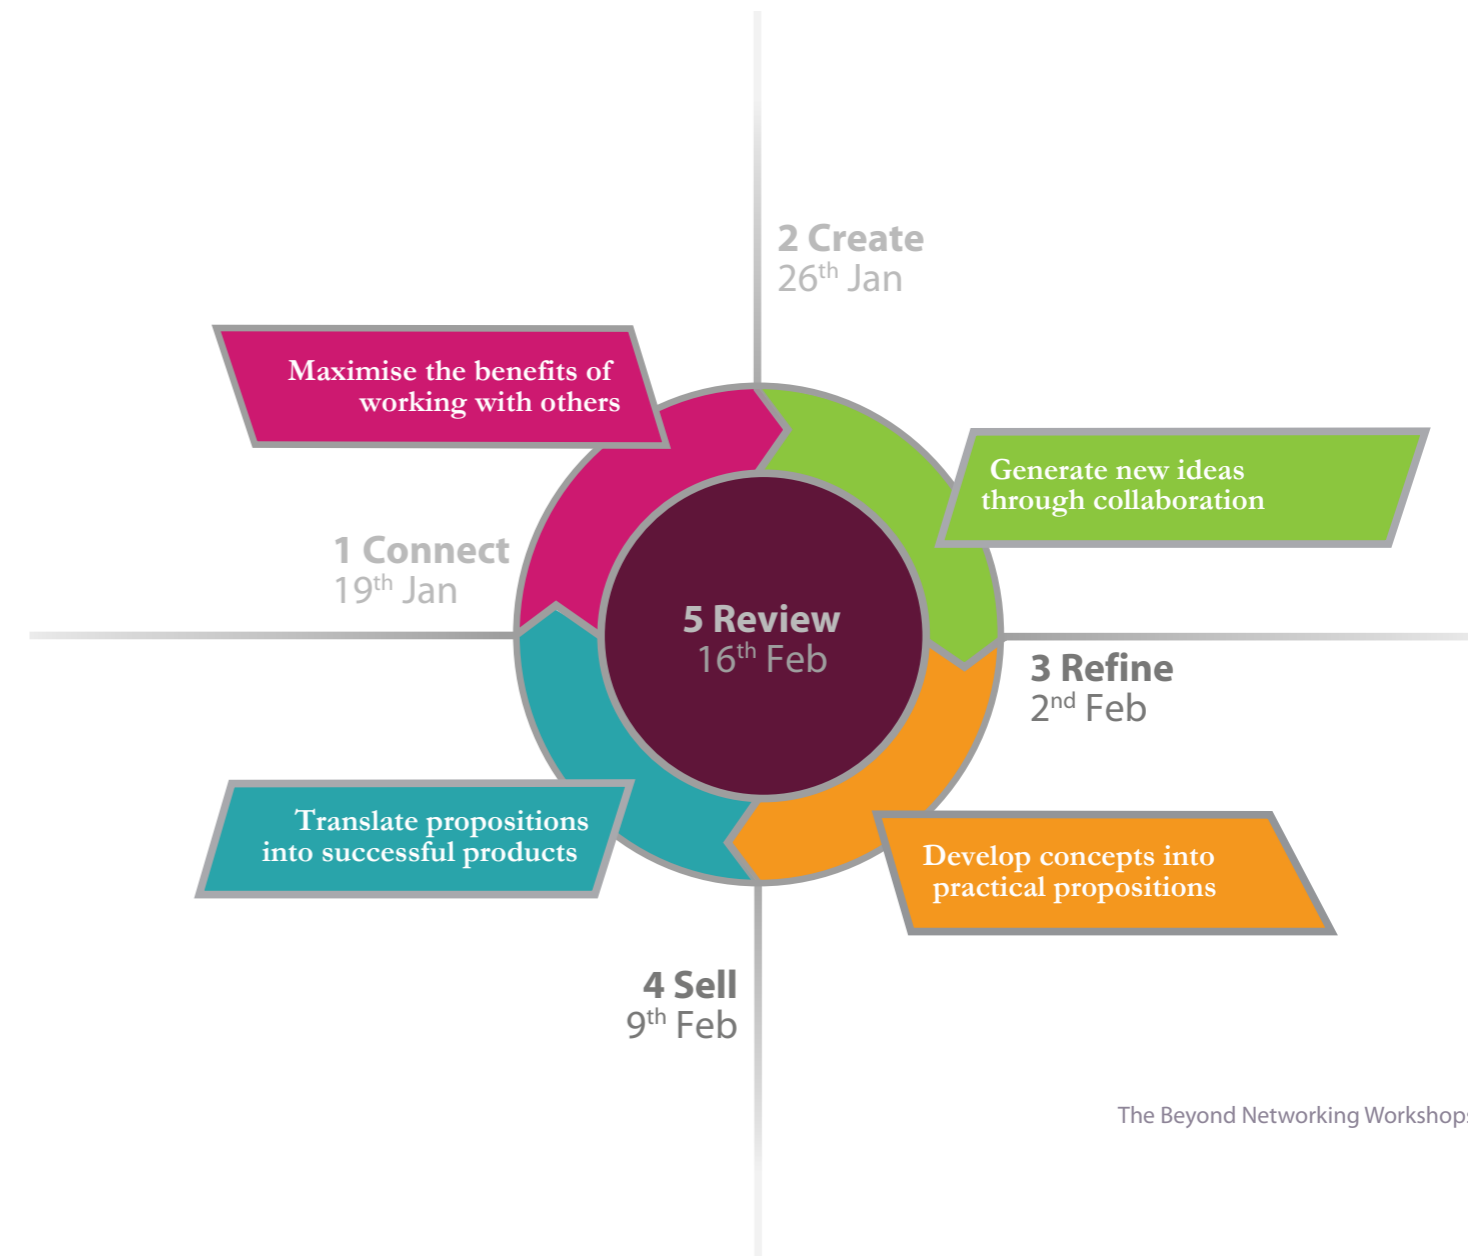 2 Create
26th Jan
Maximise the benefits of
working with others
Generate new ideas
through collaboration
1 Connect
19th Jan
5 Review
16th Feb
3 Refine
2nd Feb
Translate propositions
into successful products
Develop concepts into
practical propositions
4 Sell
9th Feb
The Beyond Networking Workshops